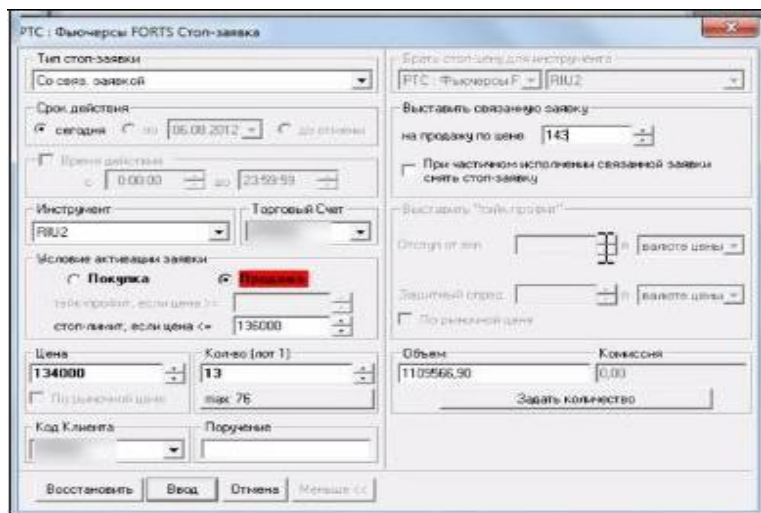 РТС : Фьючерсы FORTS Стоп-заявка
Тип стоп-заявки
Со связ. заявкой
Срок действия
сегодня по 06.08.2012 до отмены
Время действия
с 0:00:00 до 23:59:59
Инструмент Торговый Счет
RIU2
Условие активации заявки
Покупка Продажа
тейк-профит, если цена >=
стоп-лимит, если цена <= 136000
Цена Кол-во (лот 1)
134000 13
По рыночной цене max: 76
Код Клиента Поручение
Брать стоп-цену для инструмента
РТС : Фьючерсы F RIU2
Выставить связанную заявку
на продажу по цене 143
При частичном исполнении связанной заявки
снять стоп-заявку
Выставить "тейк-профит"
Отступ от max в валюте цены
Защитный спред в валюте цены
По рыночной цене
Объем Комиссия
1109566,90 0,00
Задать количество
Восстановить Ввод Отмена Меньше <<